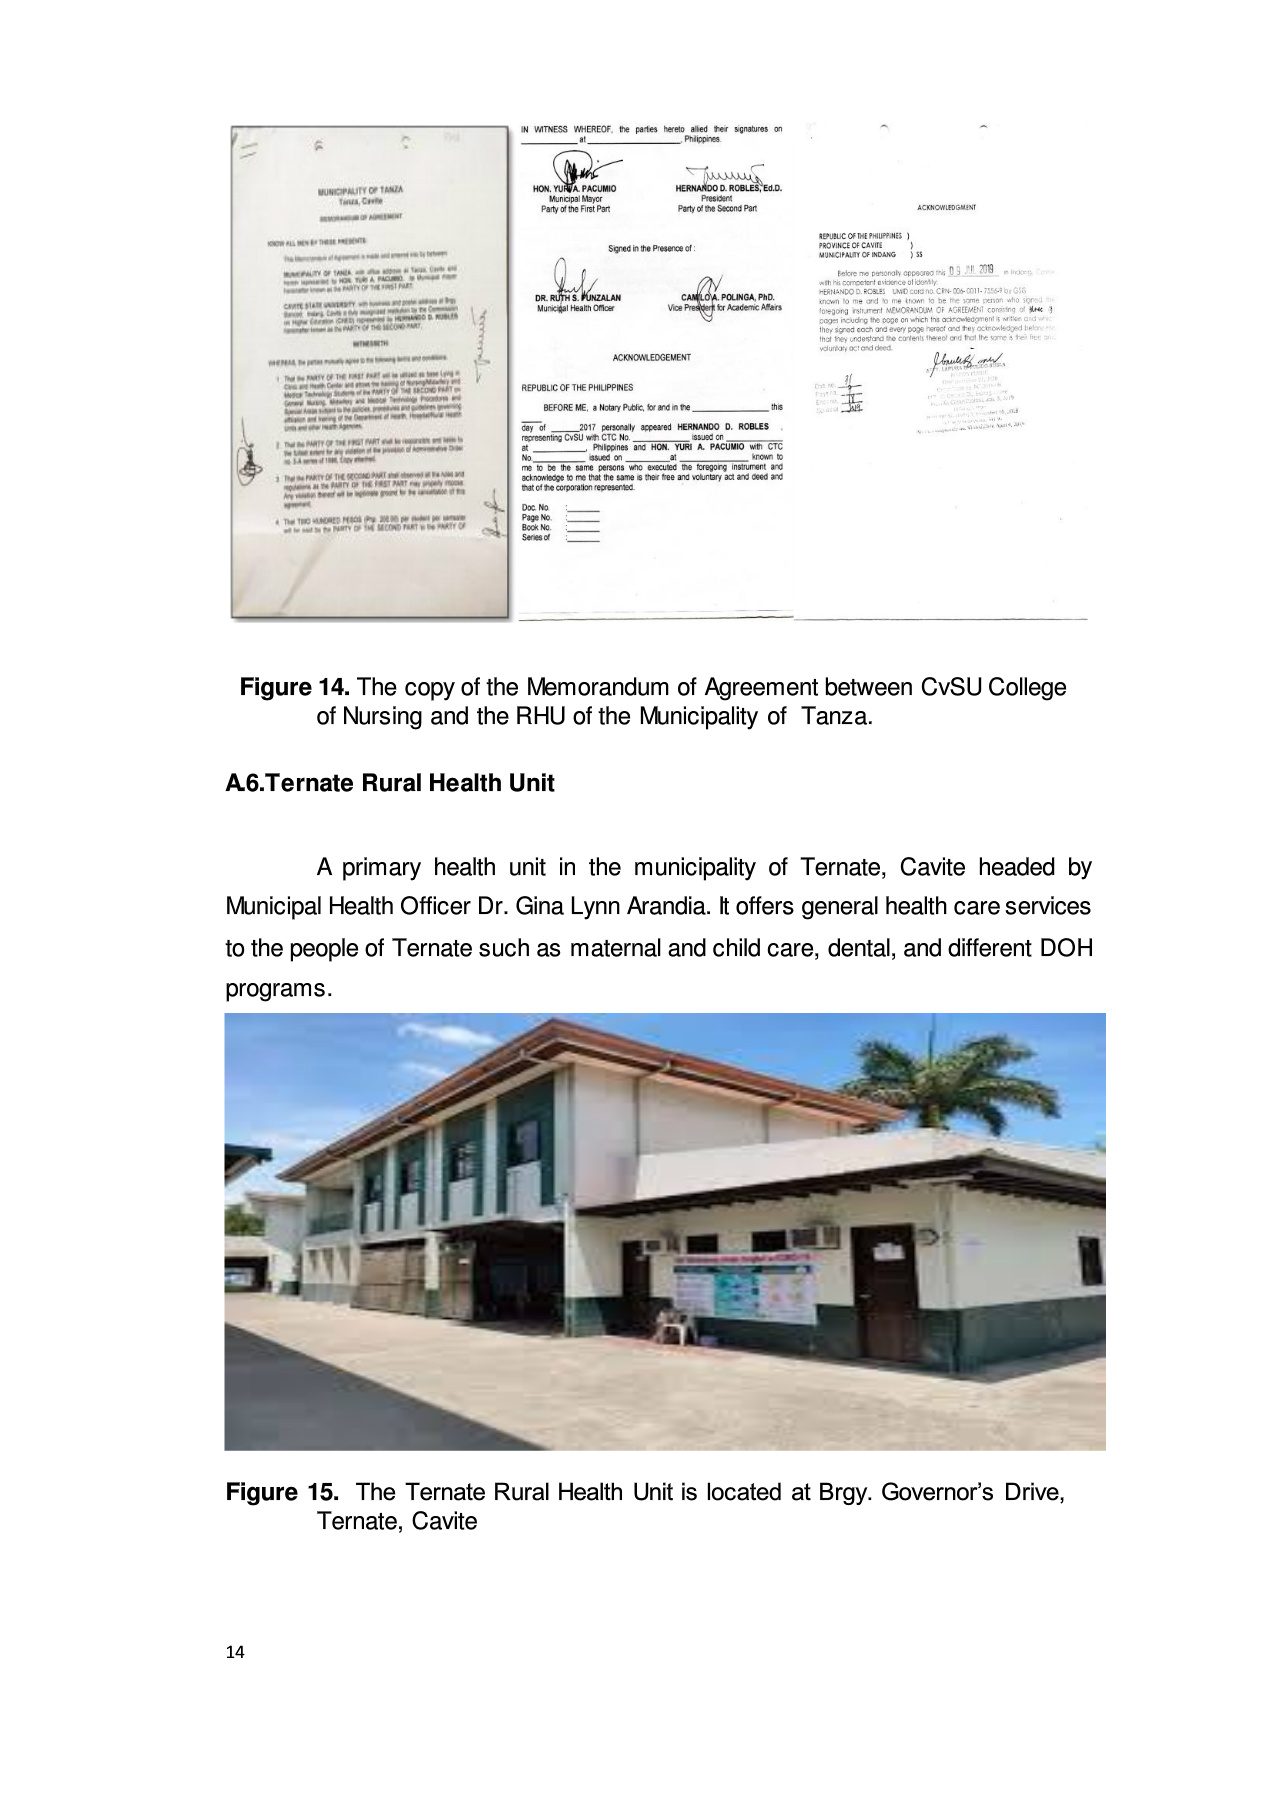 MUNICIPALITY OF TANZA
Tanza, Cavite
MEMORANDUM OF AGREEMENT
KNOW ALL MEN BY THESE PRESENTS:
This Memorandum of Agreement is made and entered into by between:
MUNICIPALITY OF TANZA, with office address at Tanza, Cavite and
herein represented by HON. YURI A. PACUMIO, its Municipal mayor
hereinafter known as the PARTY OF THE FIRST PART.
CAVITE STATE UNIVERSITY, with business and postal address at Brgy.
Bancod, Indang, Cavite a duly recognized institution by the Commission
on Higher Education (CHED) represented by HERNANDO D. ROBLES
hereinafter known as the PARTY OF THE SECOND PART.
WITNESSETH
WHEREAS, the parties mutually agree to the following terms and conditions.
1 That the PARTY OF THE FIRST PART will be utilized as base Lying in
Clinic and Health Center and allows the training of Nursing/Midwifery and
Medical Technology Students of the PARTY OF THE SECOND PART on
General Nursing, Midwifery and Medical Technology Procedures and
Special Areas subject to the policies, procedures and guidelines governing
affiliation and training of the Department of Health, Hospital/Rural Health
Units and other Health Agencies.
2 That the PARTY OF THE FIRST PART shall be responsible and liable to
the fullest extent for any violation of the provision of Administrative Order
no. 5-A series of 1988, Copy attached.
3 That the PARTY OF THE SECOND PART shall observed all the rules and
regulations as the PARTY OF THE FIRST PART may properly impose.
Any violation thereof will be legitimate ground for the cancellation of this
agreement.
4 That TWO HUNDRED PESOS (Php. 200.00) per student per semester
will be paid by the PARTY OF THE SECOND PART to the PARTY OF
IN WITNESS WHEREOF, the parties hereto allied their signatures on
____________ at ____________________, Philippines.
HON. YURI A. PACUMIO HERNANDO D. ROBLES, Ed.D.
Municipal Mayor President
Party of the First Part Party of the Second Part
Signed in the Presence of :
DR. RUTH S. PUNZALAN CAMILO A. POLINGA, PhD.
Municipal Health Officer Vice President for Academic Affairs
ACKNOWLEDGEMENT
REPUBLIC OF THE PHILIPPINES
BEFORE ME, a Notary Public, for and in the ________________ this
____
day of ______2017 personally appeared HERNANDO D. ROBLES ,
representing CvSU with CTC No. ____________ issued on ____________
at ___________, Philippines and HON. YURI A. PACUMIO with CTC
No.___________ issued on __________at ______________ known to
me to be the same persons who executed the foregoing instrument and
acknowledge to me that the same is their free and voluntary act and deed and
that of the corporation represented.
Doc. No. :______
Page No. :______
Book No. :______
Series of :______
ACKNOWLEDGMENT
REPUBLIC OF THE PHILIPPINES )
PROVINCE OF CAVITE )
MUNICIPALITY OF INDANG ) SS
Before me personally appeared this 09 JUL 2019 in Indang, Cavite
with his competent evidence of identity:
HERNANDO D. ROBLES UMID card no. CRN- 006-0011-7356-9 by GSIS
known to me and to me known to be the same person who signed the
foregoing instrument MEMORANDUM OF AGREEMENT consisting of three 3
pages including the page on which this acknowledgment is written and
they signed each and every page hereof and they acknowledged before me
that they understand the contents thereof and that the same is their free
voluntary act and deed.
Doc no.
Page no.
Book no.
Series of 2019
Figure 14. The copy of the Memorandum of Agreement between CvSU College
of Nursing and the RHU of the Municipality of Tanza.
A.6.Ternate Rural Health Unit
A primary health unit in the municipality of Ternate, Cavite headed by
Municipal Health Officer Dr. Gina Lynn Arandia. It offers general health care services
to the people of Ternate such as maternal and child care, dental, and different DOH
programs.
Figure 15. The Ternate Rural Health Unit is located at Brgy. Governor’s Drive,
Ternate, Cavite
14